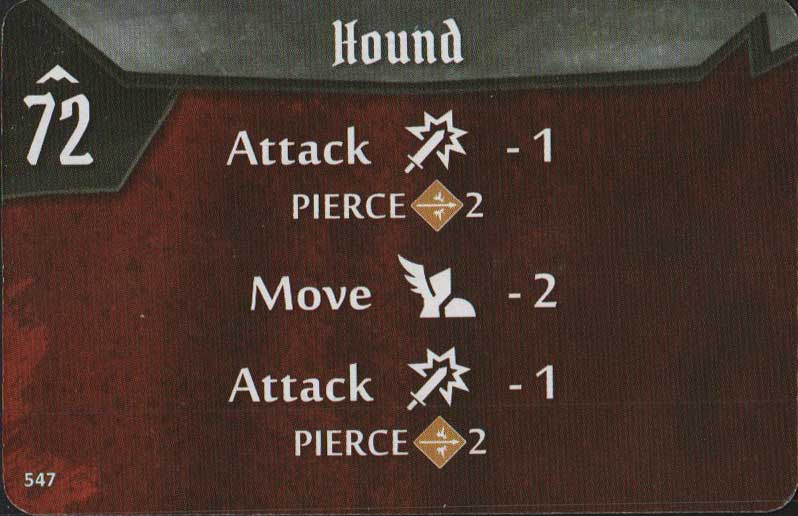 Hound
72
Attack - 1
PIERCE 2
Move - 2
Attack - 1
PIERCE 2
547